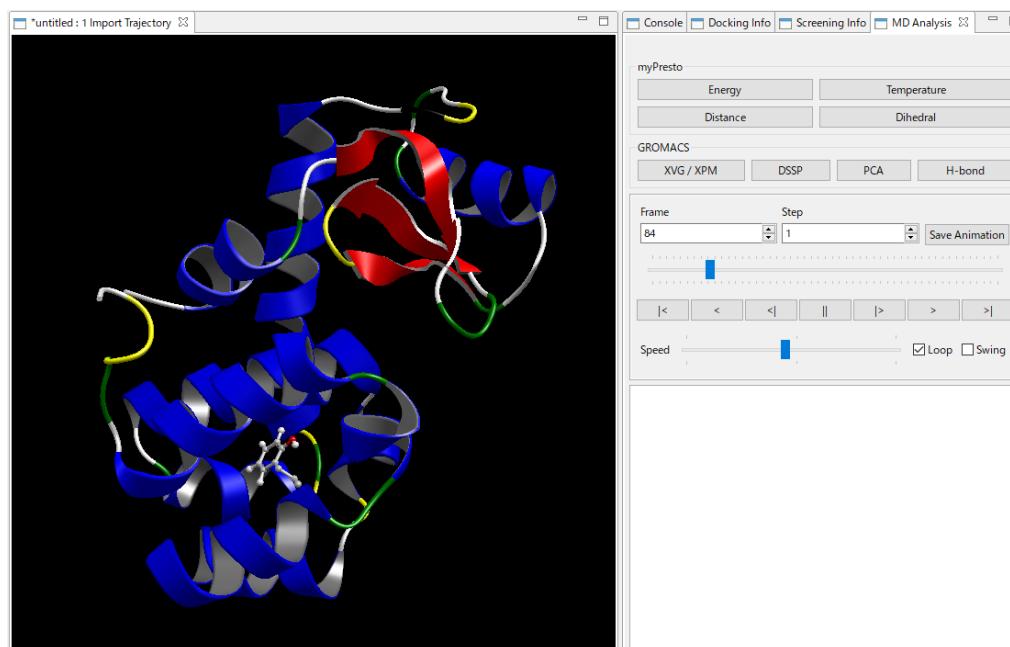 *untitled : 1 Import Trajectory
Console Docking Info Screening Info MD Analysis
myPresto
Energy Temperature
Distance Dihedral
GROMACS
XVG / XPM DSSP PCA H-bond
Frame Step
84 1 Save Animation
|< < <| || |> > >|
Speed Loop Swing